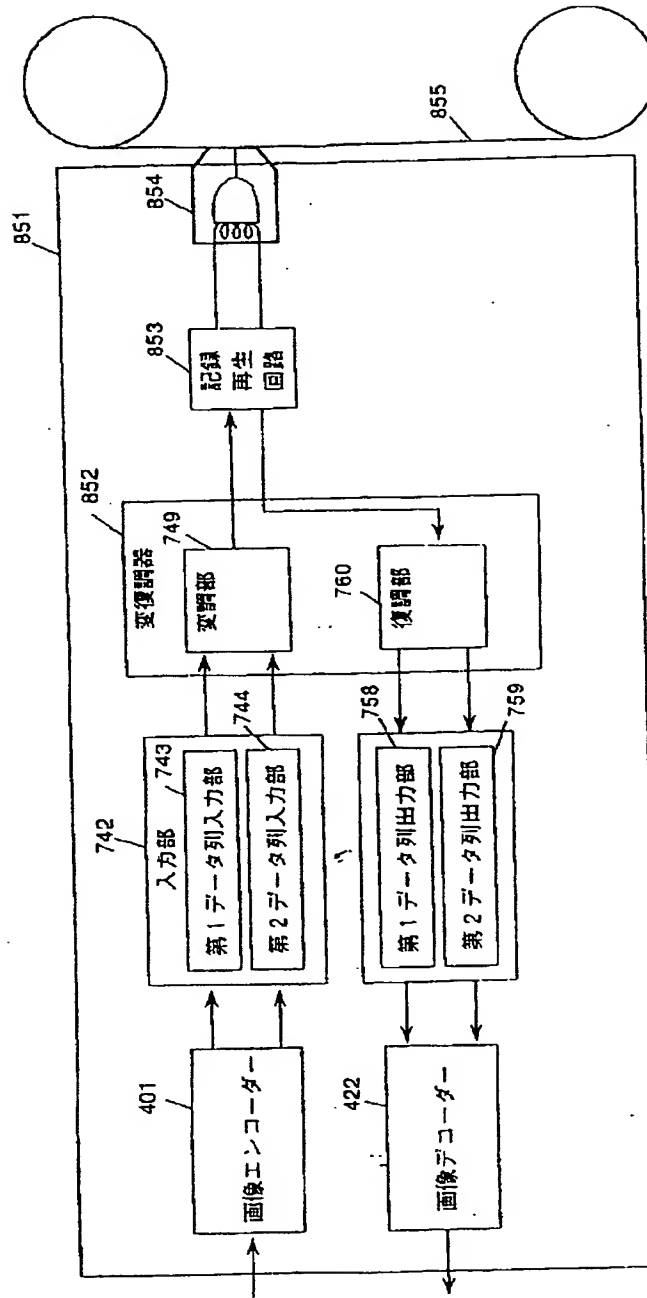 851
852
853
854
855
画像エンコーダー
401
入力部
742
743
第1データ列入力部
第2データ列入力部
744
変復調器
変調部
749
記録
再生
回路
復調部
760
第1データ列出力部
758
第2データ列出力部
759
画像デコーダー
422